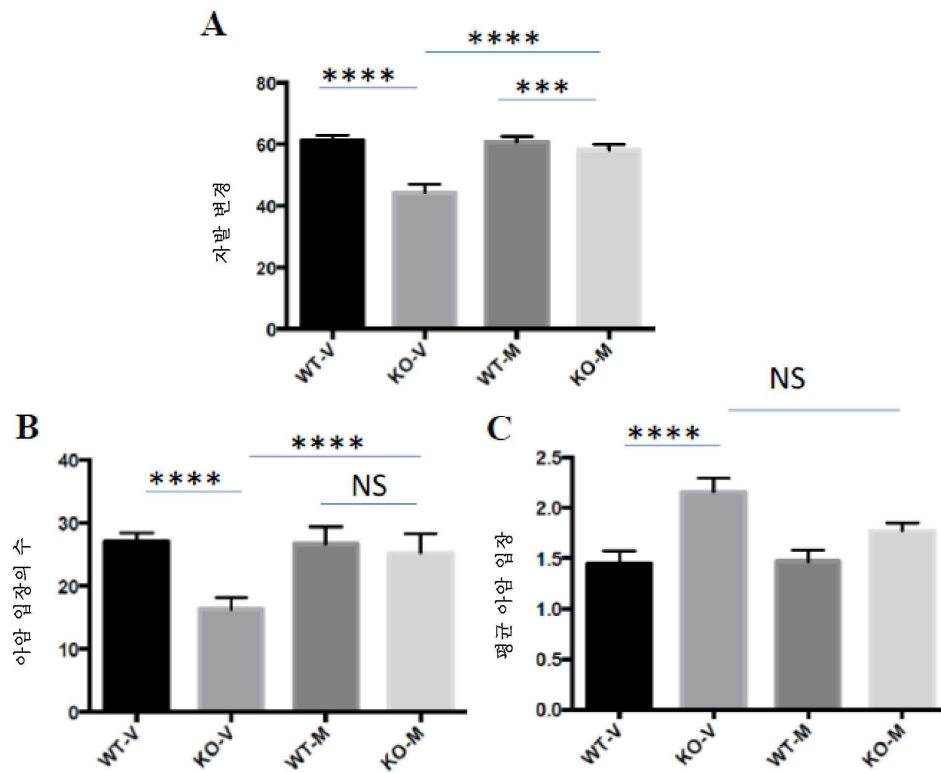 A
****
****
***
80
60
40
20
0
자발 변경
WT-V
KO-V
WT-M
KO-M
B
****
****
NS
40
30
20
10
0
아암 입장의 수
WT-V
KO-V
WT-M
KO-M
C
NS
****
2.5
2.0
1.5
1.0
0.5
0.0
평균 아암 입장
WT-V
KO-V
WT-M
KO-M